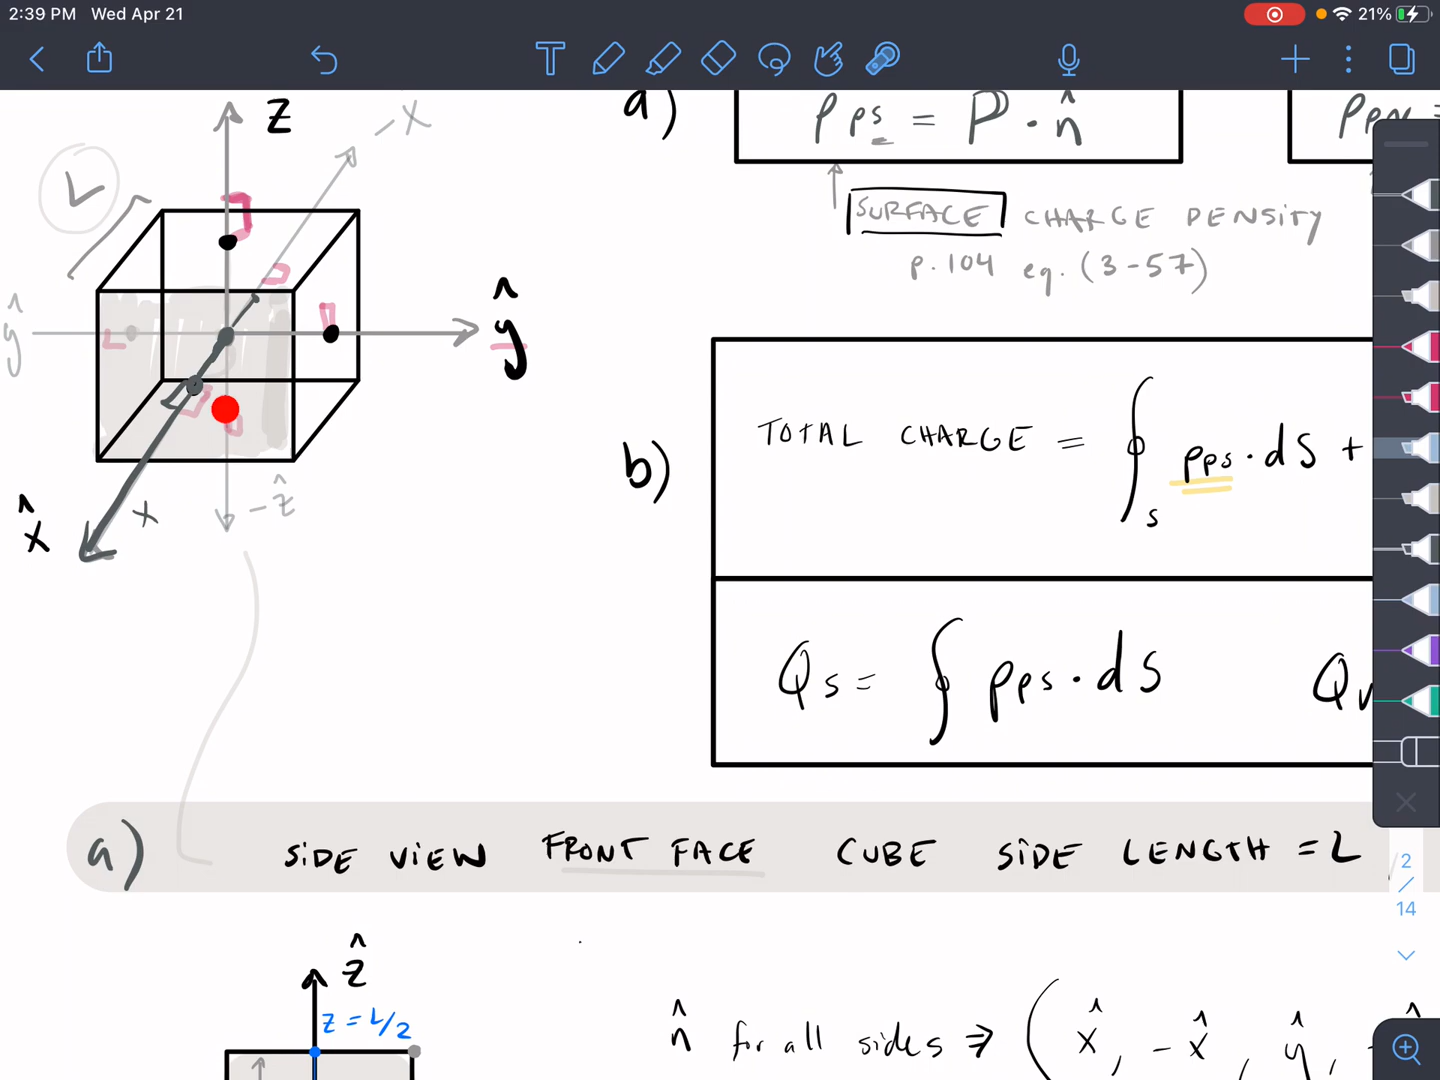 2:39 PM Wed Apr 21
21%
T
Z
-X
L
ŷ
ŷ
x̂
x
-ẑ
a)
ρps = P · n̂
SURFACE CHARGE DENSITY
p. 104 eq. (3-57)
b)
TOTAL CHARGE = ∮s ρps · dS +
Qs = ∮ ρps · dS
a) SIDE VIEW FRONT FACE CUBE SIDE LENGTH = L
2
/
14
ẑ
z = L/2
n̂ for all sides ⇒ ( x̂, -x̂, ŷ,